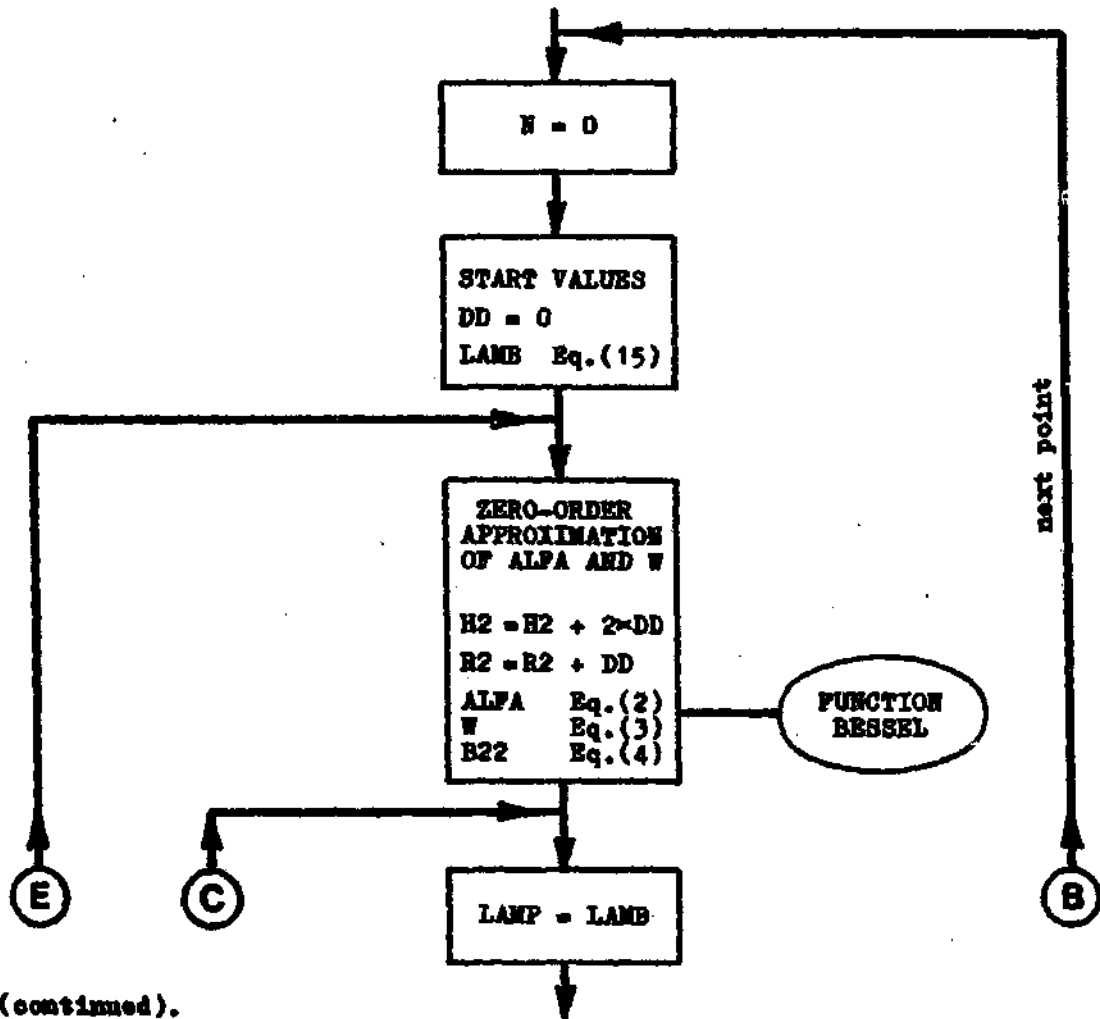 N = 0
START VALUES
DD = 0
LAMB Eq.(15)
next point
ZERO-ORDER
APPROXIMATION
OF ALFA AND W
H2 =H2 + 2*DD
R2 =R2 + DD
ALFA Eq.(2)
W Eq.(3)
B22 Eq.(4)
FUNCTION
BESSEL
E
C
B
LAMP = LAMB
(continued).